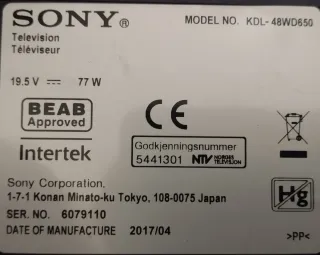 SONY®
MODEL NO. KDL-48WD650
Television
Téléviseur
19.5 V ⎓ 77 W
BEAB
Approved
CE
Intertek
Godkjenningsnummer
5441301 NTV NORGES TELEVISJON
Sony Corporation,
1-7-1 Konan Minato-ku Tokyo, 108-0075 Japan
SER. NO. 6079110
DATE OF MANUFACTURE 2017/04
Hg
>PP<